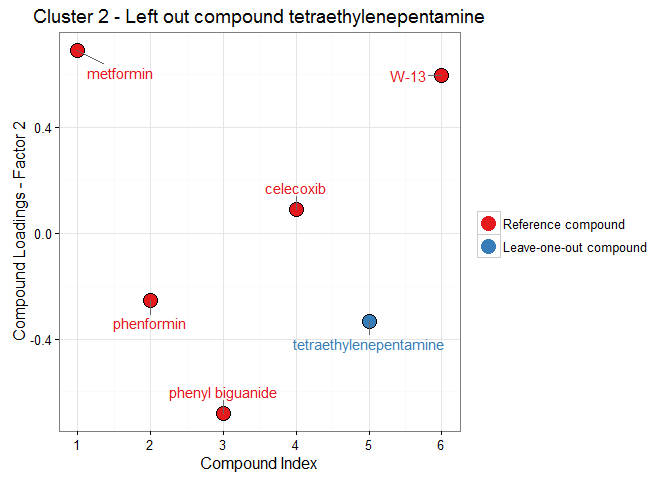 Cluster 2 - Left out compound tetraethylenepentamine
metformin
W-13
celecoxib
phenformin
tetraethylenepentamine
phenyl biguanide
0.4
0.0
-0.4
Compound Loadings - Factor 2
1 2 3 4 5 6
Compound Index
Reference compound
Leave-one-out compound